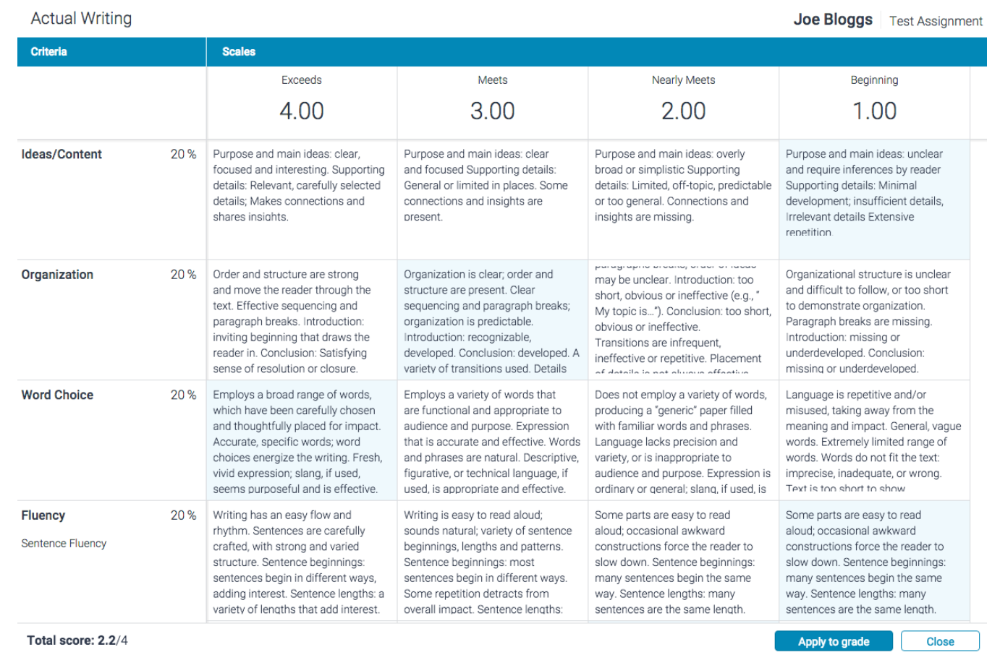 Actual Writing
Joe Bloggs Test Assignment
Criteria
Scales
Exceeds
4.00
Meets
3.00
Nearly Meets
2.00
Beginning
1.00
Ideas/Content
20 %
Purpose and main ideas: clear,
focused and interesting. Supporting
details: Relevant, carefully selected
details; Makes connections and
shares insights.
Purpose and main ideas: clear
and focused Supporting details:
General or limited in places. Some
connections and insights are
present.
Purpose and main ideas: overly
broad or simplistic Supporting
details: Limited, off-topic, predictable
or too general. Connections and
insights are missing.
Purpose and main ideas: unclear
and require inferences by reader
Supporting details: Minimal
development; insufficient details,
Irrelevant details Extensive
repetition.
Organization
20 %
Order and structure are strong
and move the reader through the
text. Effective sequencing and
paragraph breaks. Introduction:
inviting beginning that draws the
reader in. Conclusion: Satisfying
sense of resolution or closure.
Organization is clear; order and
structure are present. Clear
sequencing and paragraph breaks;
organization is predictable.
Introduction: recognizable,
developed. Conclusion: developed. A
variety of transitions used. Details
paragraphs breaks, order of ideas
may be unclear. Introduction: too
short, obvious or ineffective (e.g., “
My topic is...”). Conclusion: too short,
obvious or ineffective.
Transitions are infrequent,
ineffective or repetitive. Placement
of details is not always effective
Organizational structure is unclear
and difficult to follow, or too short
to demonstrate organization.
Paragraph breaks are missing.
Introduction: missing or
underdeveloped. Conclusion:
missing or underdeveloped.
Word Choice
20 %
Employs a broad range of words,
which have been carefully chosen
and thoughtfully placed for impact.
Accurate, specific words; word
choices energize the writing. Fresh,
vivid expression; slang, if used,
seems purposeful and is effective.
Employs a variety of words that
are functional and appropriate to
audience and purpose. Expression
that is accurate and effective. Words
and phrases are natural. Descriptive,
figurative, or technical language, if
used, is appropriate and effective.
Does not employ a variety of words,
producing a “generic” paper filled
with familiar words and phrases.
Language lacks precision and
variety, or is inappropriate to
audience and purpose. Expression is
ordinary or general; slang, if used, is
Language is repetitive and/or
misused, taking away from the
meaning and impact. General, vague
words. Extremely limited range of
words. Words do not fit the text:
imprecise, inadequate, or wrong.
Text is too short to show
Fluency
20 %
Sentence Fluency
Writing has an easy flow and
rhythm. Sentences are carefully
crafted, with strong and varied
structure. Sentence beginnings:
sentences begin in different ways,
adding interest. Sentence lengths: a
variety of lengths that add interest.
Writing is easy to read aloud;
sounds natural; variety of sentence
beginnings, lengths and patterns.
Sentence beginnings: most
sentences begin in different ways.
Some repetition detracts from
overall impact. Sentence lengths:
Some parts are easy to read
aloud; occasional awkward
constructions force the reader to
slow down. Sentence beginnings:
many sentences begin the same
way. Sentence lengths: many
sentences are the same length.
Some parts are easy to read
aloud; occasional awkward
constructions force the reader to
slow down. Sentence beginnings:
many sentences begin the same
way. Sentence lengths: many
sentences are the same length.
Total score: 2.2/4
Apply to grade
Close